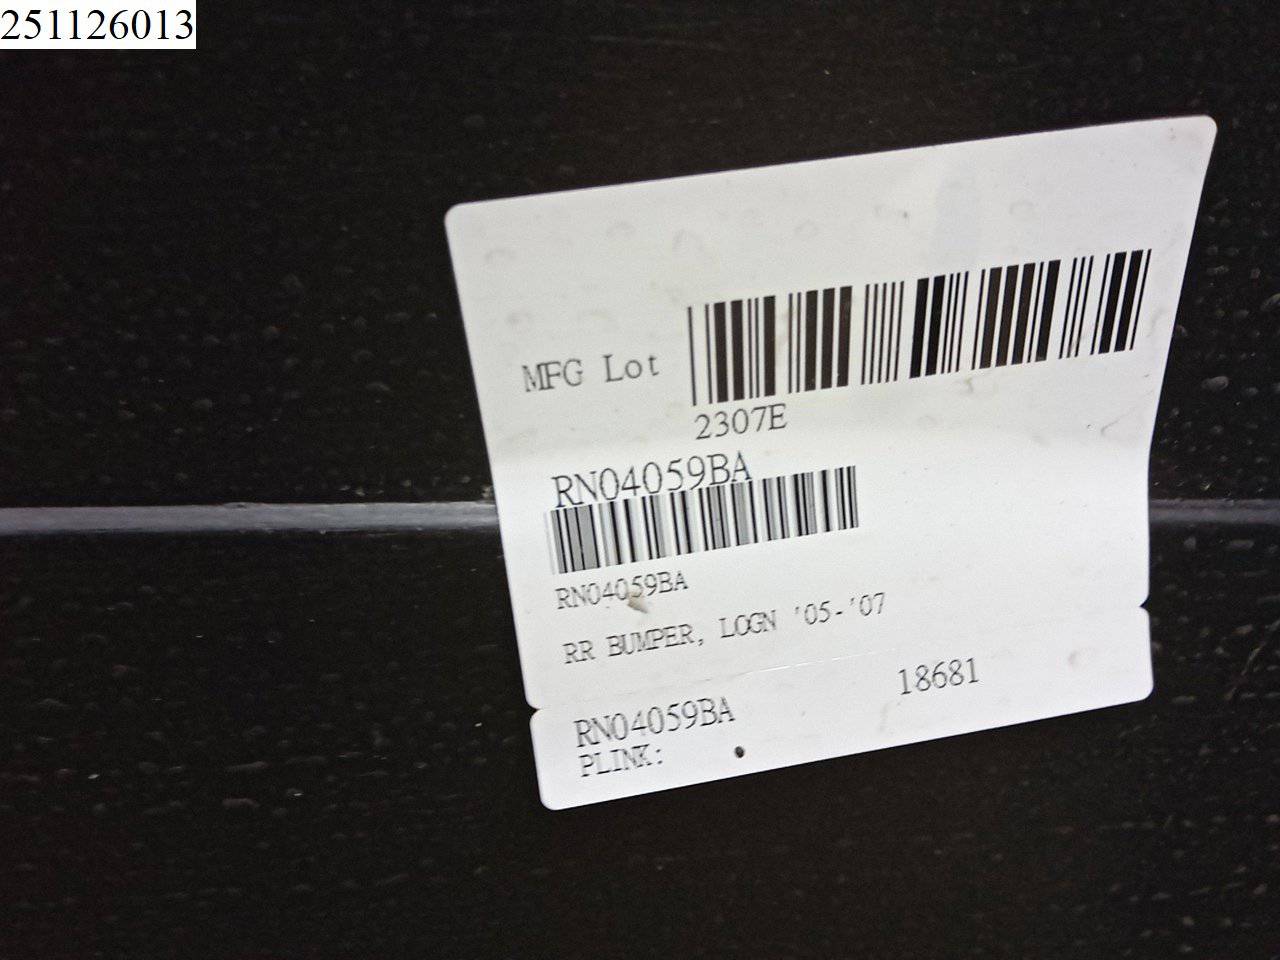 251126013
MFG Lot
2307E
RN04059BA
RN04059BA
RR BUMPER, LOGN '05-'07
RN04059BA
18681
PLINK: